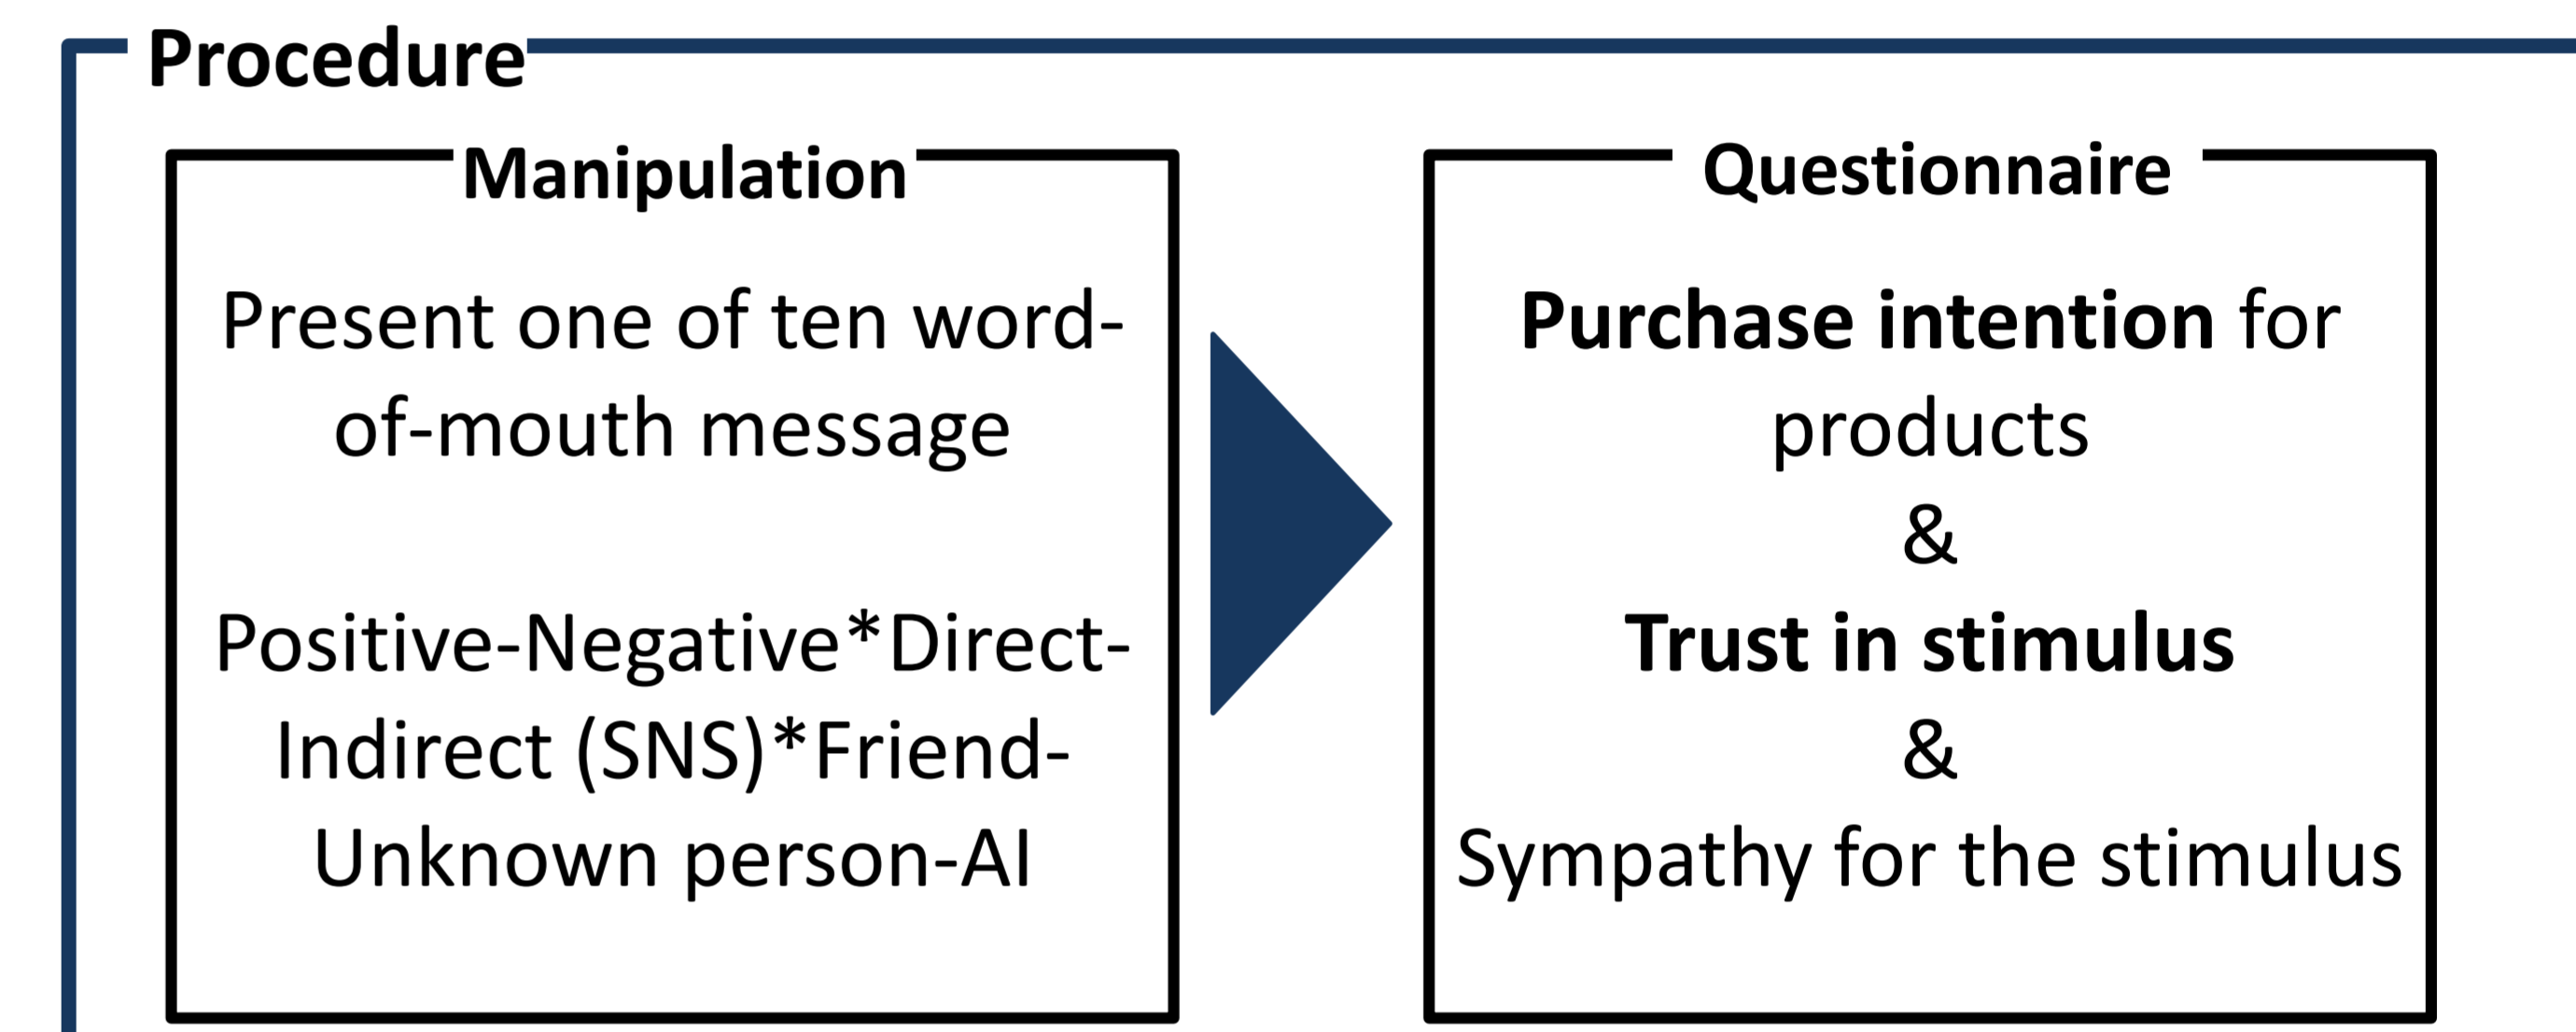 Procedure
Manipulation
Present one of ten word-
of-mouth message
Positive-Negative*Direct-
Indirect (SNS)*Friend-
Unknown person-AI
Questionnaire
Purchase intention for
products
&
Trust in stimulus
&
Sympathy for the stimulus